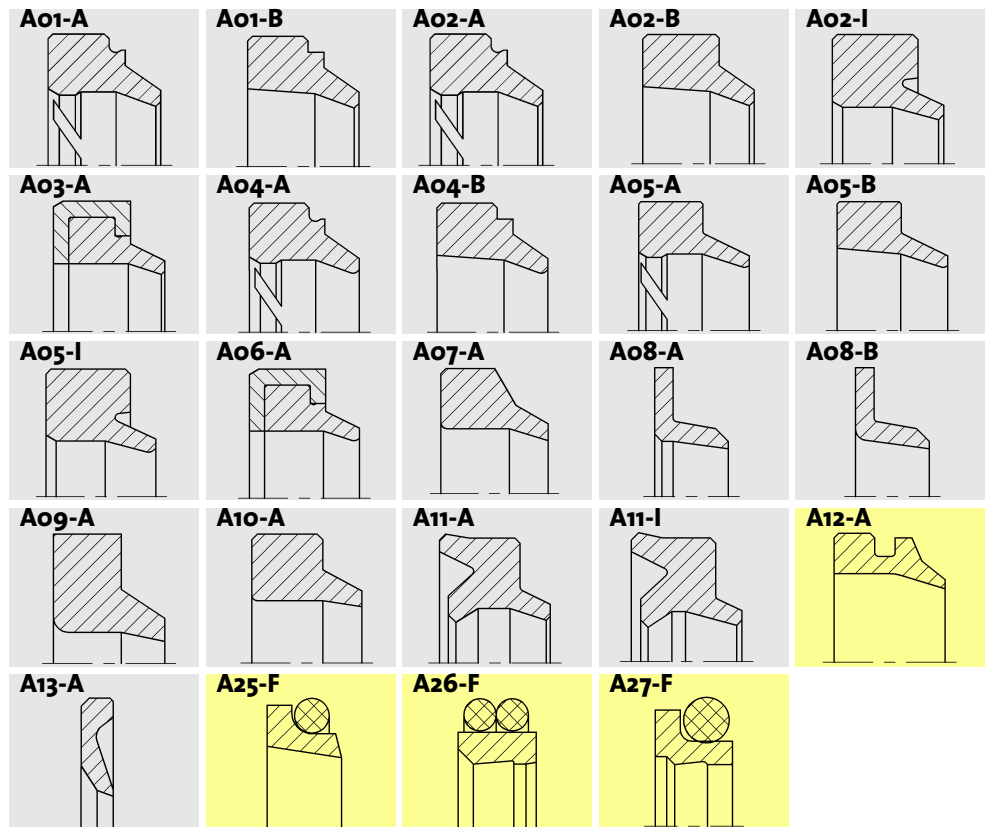 A01-A A01-B A02-A A02-B A02-I
A03-A A04-A A04-B A05-A A05-B
A05-I A06-A A07-A A08-A A08-B
A09-A A10-A A11-A A11-I A12-A
A13-A A25-F A26-F A27-F